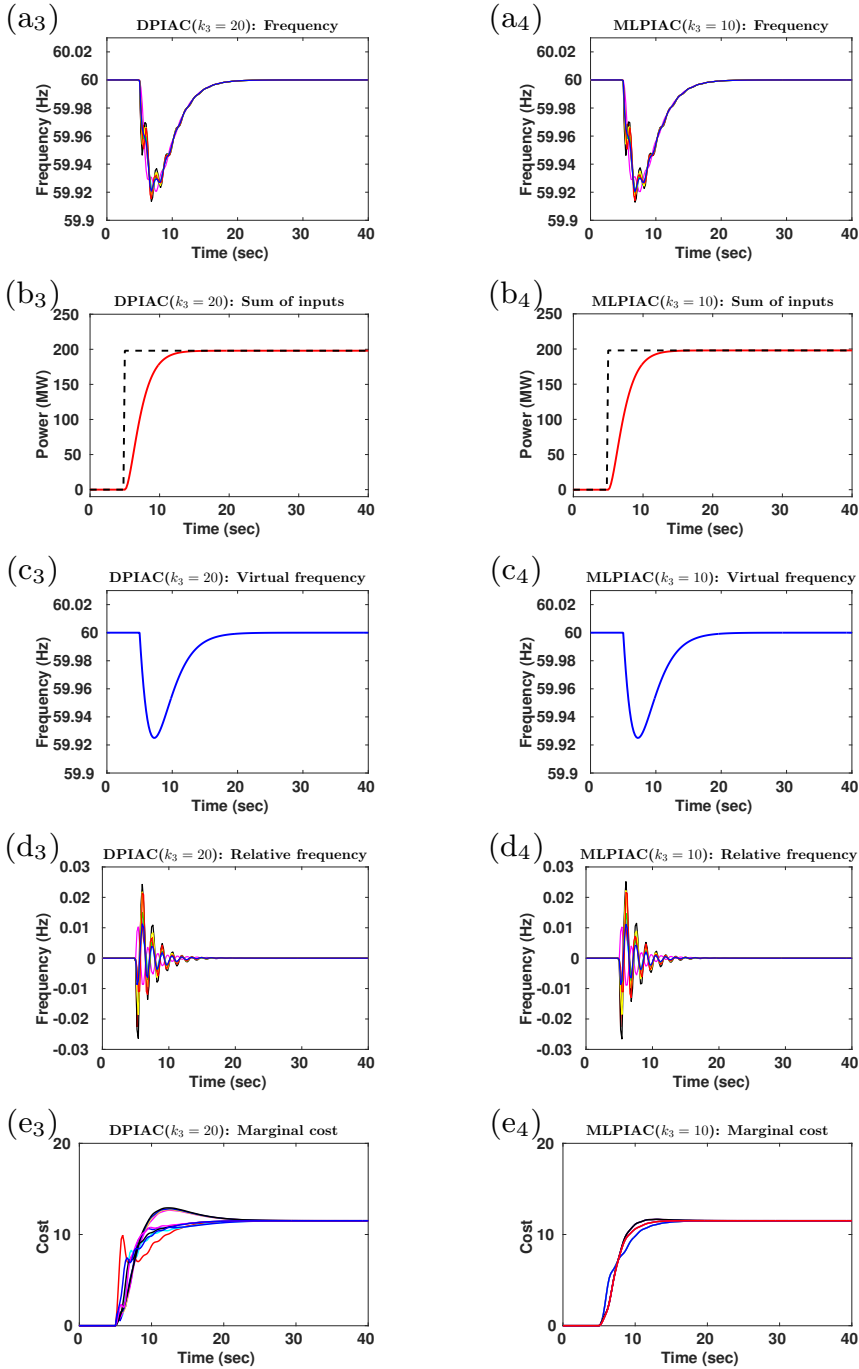 (a₃)
DPIAC(k₃ = 20): Frequency
60.02
60
59.98
59.96
59.94
59.92
59.9
Frequency (Hz)
0 10 20 30 40
Time (sec)
(a₄)
MLPIAC(k₃ = 10): Frequency
60.02
60
59.98
59.96
59.94
59.92
59.9
Frequency (Hz)
0 10 20 30 40
Time (sec)
(b₃)
DPIAC(k₃ = 20): Sum of inputs
250
200
150
100
50
0
Power (MW)
0 10 20 30 40
Time (sec)
(b₄)
MLPIAC(k₃ = 10): Sum of inputs
250
200
150
100
50
0
Power (MW)
0 10 20 30 40
Time (sec)
(c₃)
DPIAC(k₃ = 20): Virtual frequency
60.02
60
59.98
59.96
59.94
59.92
59.9
Frequency (Hz)
0 10 20 30 40
Time (sec)
(c₄)
MLPIAC(k₃ = 10): Virtual frequency
60.02
60
59.98
59.96
59.94
59.92
59.9
Frequency (Hz)
0 10 20 30 40
Time (sec)
(d₃)
DPIAC(k₃ = 20): Relative frequency
0.03
0.02
0.01
0
-0.01
-0.02
-0.03
Frequency (Hz)
0 10 20 30 40
Time (sec)
(d₄)
MLPIAC(k₃ = 10): Relative frequency
0.03
0.02
0.01
0
-0.01
-0.02
-0.03
Frequency (Hz)
0 10 20 30 40
Time (sec)
(e₃)
DPIAC(k₃ = 20): Marginal cost
20
10
0
Cost
0 10 20 30 40
Time (sec)
(e₄)
MLPIAC(k₃ = 10): Marginal cost
20
10
0
Cost
0 10 20 30 40
Time (sec)